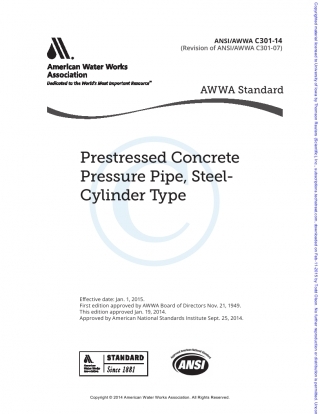 ANSI/AWWA C301-14
(Revision of ANSI/AWWA C301-07)
American Water Works
Association
Dedicated to the World's Most Important Resource
AWWA Standard
Prestressed Concrete
Pressure Pipe, Steel-
Cylinder Type
Effective date: Jan. 1, 2015.
First edition approved by AWWA Board of Directors Nov. 21, 1949.
This edition approved Jan. 19, 2014.
Approved by American National Standards Institute Sept. 25, 2014.
American Water Works
Association
STANDARD
Since 1881
ANSI
Copyright © 2014 American Water Works Association. All Rights Reserved.
Copyrighted material licensed to University of Iowa by Thomson Reuters (Scientific), Inc., subscriptions.techstreet.com, downloaded on Feb-11-2015 by
No further reproduction or distribution is permitted.